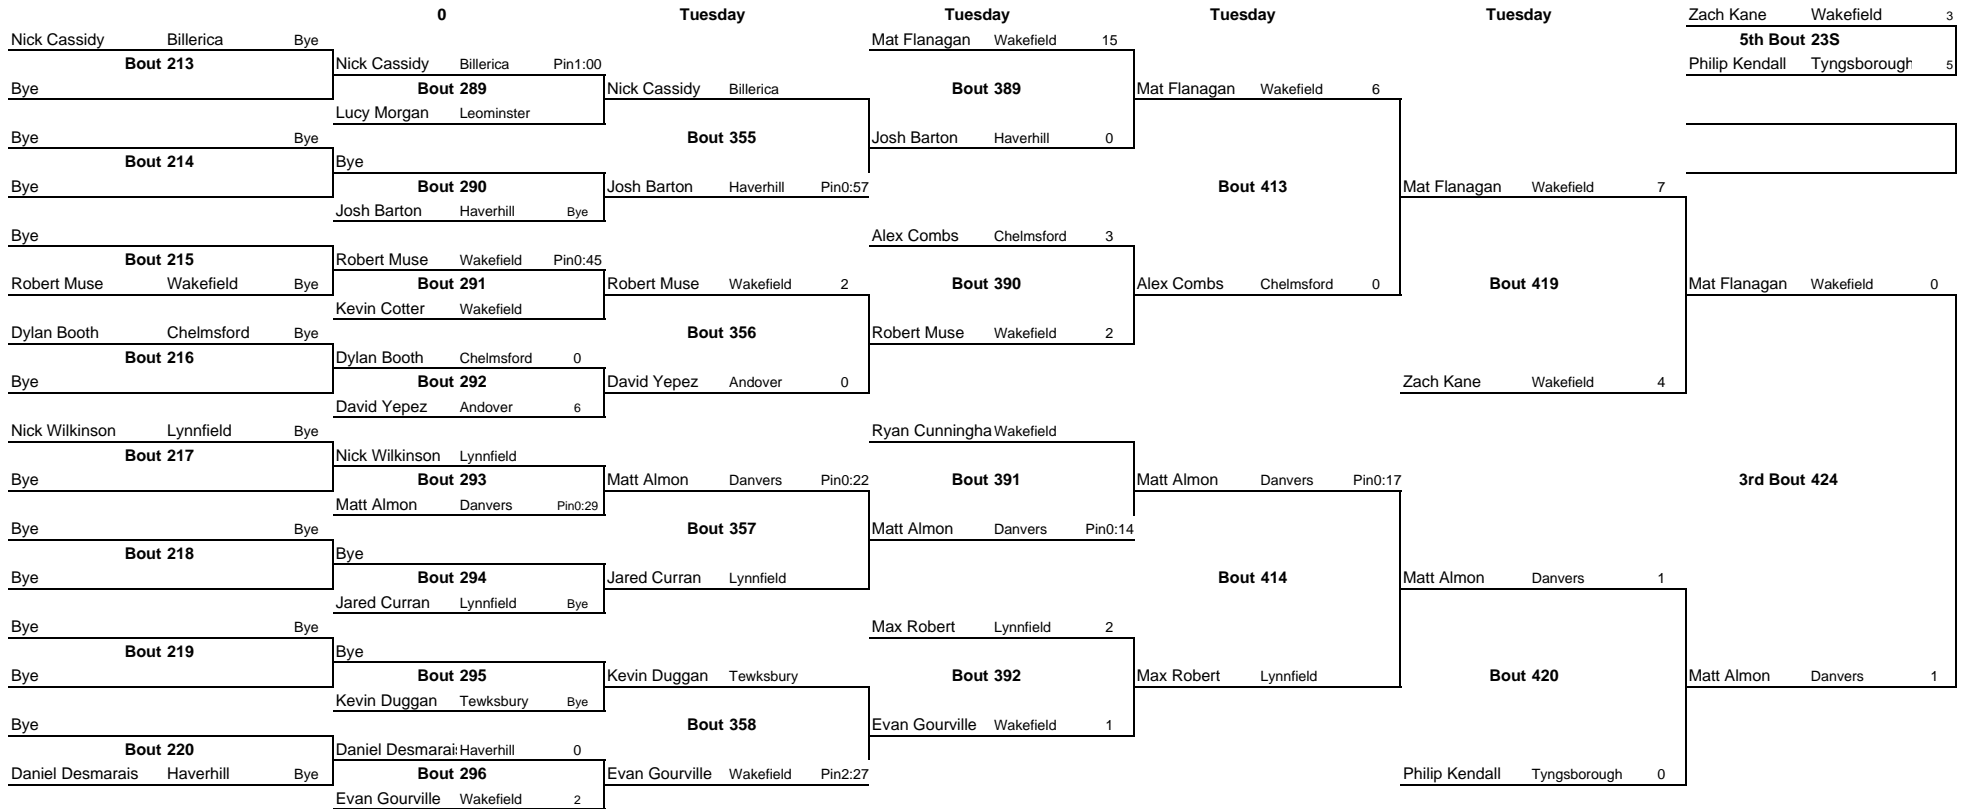 0 Tuesday Tuesday Tuesday Tuesday Zach Kane Wakefield 3
Nick Cassidy Billerica Bye Mat Flanagan Wakefield 15 5th Bout 23S
Bout 213 Nick Cassidy Billerica Pin1:00 Philip Kendall Tyngsborough 5
Bye Bout 289 Nick Cassidy Billerica Bout 389 Mat Flanagan Wakefield 6
Lucy Morgan Leominster
Bye Bye Bout 355 Josh Barton Haverhill 0
Bout 214 Bye
Bye Bout 290 Josh Barton Haverhill Pin0:57 Bout 413 Mat Flanagan Wakefield 7
Josh Barton Haverhill Bye
Bye Alex Combs Chelmsford 3
Bout 215 Robert Muse Wakefield Pin0:45
Robert Muse Wakefield Bye Bout 291 Robert Muse Wakefield 2 Bout 390 Alex Combs Chelmsford 0 Bout 419 Mat Flanagan Wakefield 0
Kevin Cotter Wakefield
Dylan Booth Chelmsford Bye Bout 356 Robert Muse Wakefield 2
Bout 216 Dylan Booth Chelmsford 0
Bye Bout 292 David Yepez Andover 0 Zach Kane Wakefield 4
David Yepez Andover 6
Nick Wilkinson Lynnfield Bye Ryan Cunningha Wakefield
Bout 217 Nick Wilkinson Lynnfield
Bye Bout 293 Matt Almon Danvers Pin0:22 Bout 391 Matt Almon Danvers Pin0:17 3rd Bout 424
Matt Almon Danvers Pin0:29
Bye Bye Bout 357 Matt Almon Danvers Pin0:14
Bout 218 Bye
Bye Bout 294 Jared Curran Lynnfield Bout 414 Matt Almon Danvers 1
Jared Curran Lynnfield Bye
Bye Bye Max Robert Lynnfield 2
Bout 219 Bye
Bye Bout 295 Kevin Duggan Tewksbury Bout 392 Max Robert Lynnfield Bout 420 Matt Almon Danvers 1
Kevin Duggan Tewksbury Bye
Bye Bout 358 Evan Gourville Wakefield 1
Bout 220 Daniel Desmarai Haverhill 0
Daniel Desmarais Haverhill Bye Bout 296 Evan Gourville Wakefield Pin2:27 Philip Kendall Tyngsborough 0
Evan Gourville Wakefield 2